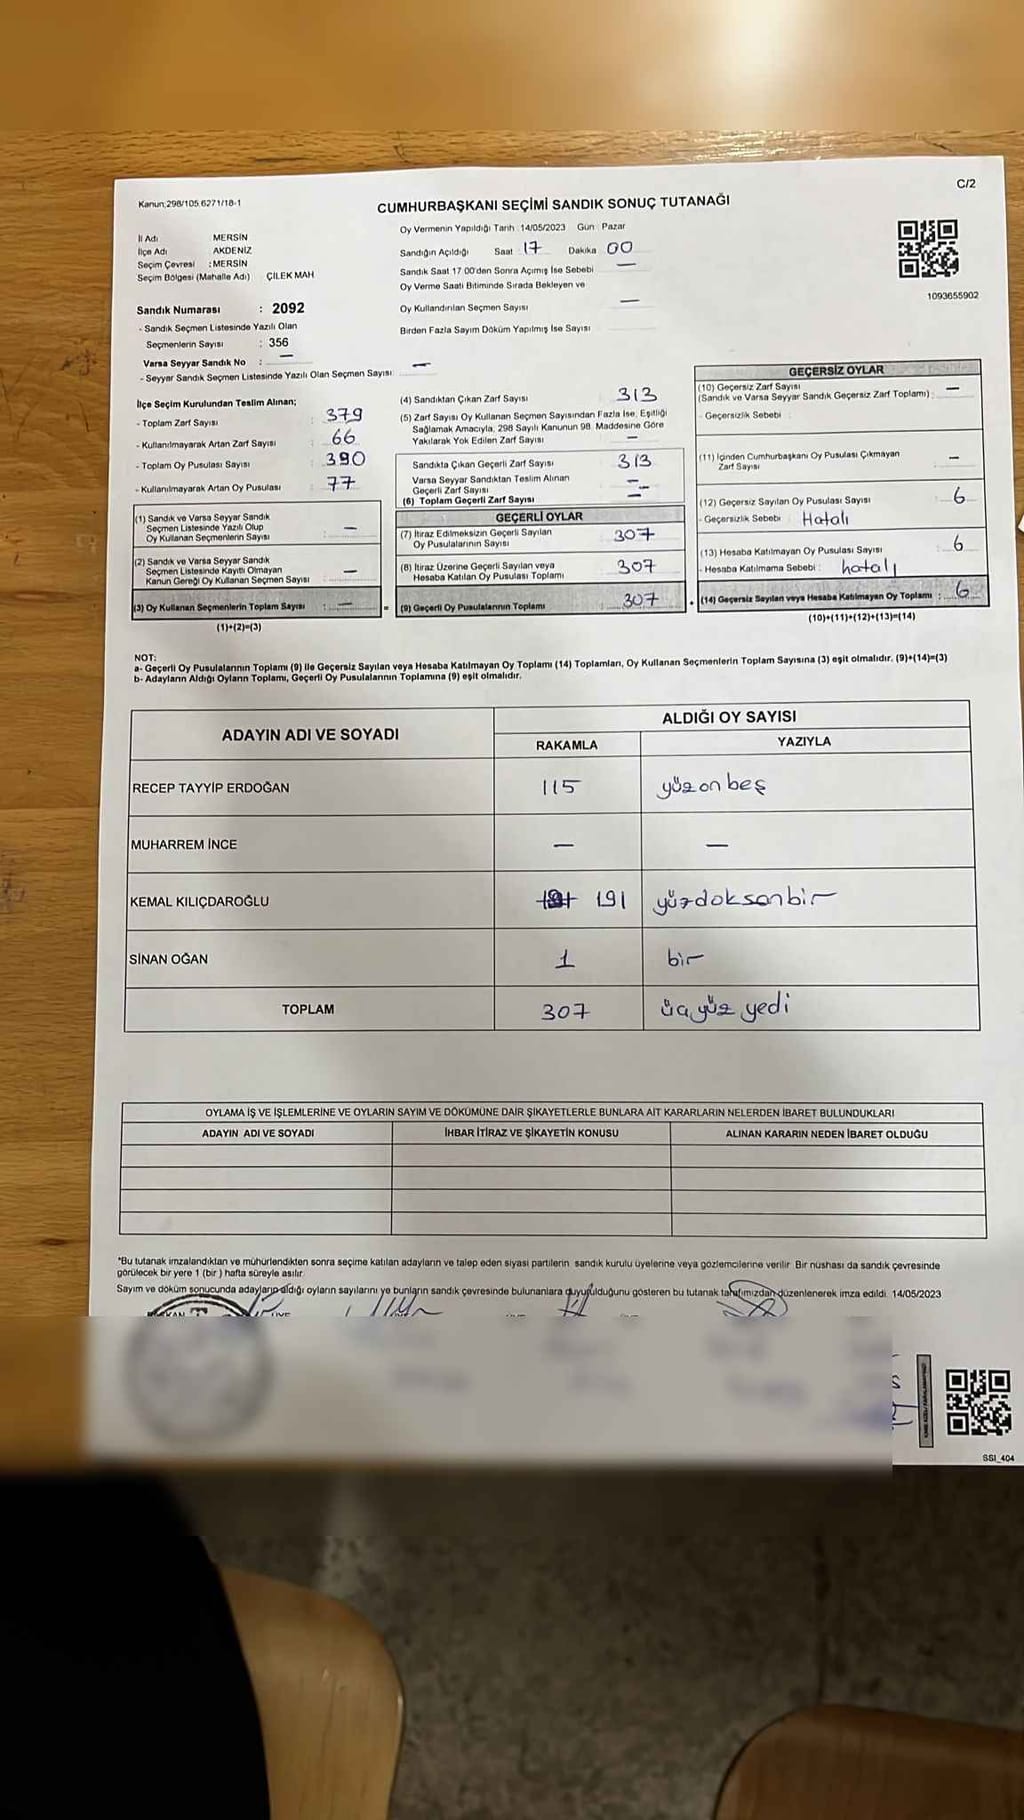 C/2
Kanun;298/105.6271/18-1
CUMHURBAŞKANI SEÇİMİ SANDIK SONUÇ TUTANAĞI
İl Adı MERSİN
İlçe Adı AKDENİZ
Seçim Çevresi : MERSİN
Seçim Bölgesi (Mahalle Adı) ÇİLEK MAH
Sandık Numarası : 2092
- Sandık Seçmen Listesinde Yazılı Olan
Seçmenlerin Sayısı : 356
Varsa Seyyar Sandık No : —
- Seyyar Sandık Seçmen Listesinde Yazılı Olan Seçmen Sayısı: —
Oy Vermenin Yapıldığı Tarih :14/05/2023 Gün : Pazar
Sandığın Açıldığı Saat 17 Dakika 00
Sandık Saat 17:00'den Sonra Açımış İse Sebebi —
Oy Verme Saati Bitiminde Sırada Bekleyen ve
Oy Kullandırılan Seçmen Sayısı —
Birden Fazla Sayım Döküm Yapılmış İse Sayısı
1093655902
İlçe Seçim Kurulundan Teslim Alınan;
- Toplam Zarf Sayısı : 379
- Kullanılmayarak Artan Zarf Sayısı : 66
- Toplam Oy Pusulası Sayısı : 390
- Kullanılmayarak Artan Oy Pusulası : 77
(1) Sandık ve Varsa Seyyar Sandık
Seçmen Listesinde Yazılı Olup
Oy Kullanan Seçmenlerin Sayısı : —
(2) Sandık ve Varsa Seyyar Sandık
Seçmen Listesinde Kayıtlı Olmayan
Kanun Gereği Oy Kullanan Seçmen Sayısı : —
(3) Oy Kullanan Seçmenlerin Toplam Sayısı : —
(1)+(2)=(3)
(4) Sandıktan Çıkan Zarf Sayısı : 313
(5) Zarf Sayısı Oy Kullanan Seçmen Sayısından Fazla İse, Eşitliği
Sağlamak Amacıyla, 298 Sayılı Kanunun 98. Maddesine Göre
Yakılarak Yok Edilen Zarf Sayısı : —
Sandıkta Çıkan Geçerli Zarf Sayısı : 313
Varsa Seyyar Sandıktan Teslim Alınan
Geçerli Zarf Sayısı : —
(6) Toplam Geçerli Zarf Sayısı : —
GEÇERLİ OYLAR
(7) İtiraz Edilmeksizin Geçerli Sayılan
Oy Pusulalarının Sayısı : 307
(8) İtiraz Üzerine Geçerli Sayılan veya
Hesaba Katılan Oy Pusulası Toplamı : 307
= (9) Geçerli Oy Pusulalarının Toplamı : 307 +
GEÇERSİZ OYLAR
(10) Geçersiz Zarf Sayısı
(Sandık ve Varsa Seyyar Sandık Geçersiz Zarf Toplamı) : —
- Geçersizlik Sebebi :
(11) İçinden Cumhurbaşkanı Oy Pusulası Çıkmayan
Zarf Sayısı : —
(12) Geçersiz Sayılan Oy Pusulası Sayısı : 6
- Geçersizlik Sebebi : Hatalı
(13) Hesaba Katılmayan Oy Pusulası Sayısı : 6
- Hesaba Katılmama Sebebi : hatalı
(14) Geçersiz Sayılan veya Hesaba Katılmayan Oy Toplamı : 6
(10)+(11)+(12)+(13)=(14)
NOT:
a- Geçerli Oy Pusulalarının Toplamı (9) ile Geçersiz Sayılan veya Hesaba Katılmayan Oy Toplamı (14) Toplamları, Oy Kullanan Seçmenlerin Toplam Sayısına (3) eşit olmalıdır. (9)+(14)=(3)
b- Adayların Aldığı Oyların Toplamı, Geçerli Oy Pusulalarının Toplamına (9) eşit olmalıdır.
ADAYIN ADI VE SOYADI
ALDIĞI OY SAYISI
RAKAMLA YAZIYLA
RECEP TAYYİP ERDOĞAN 115 yüz on beş
MUHARREM İNCE — —
KEMAL KILIÇDAROĞLU 191 yüzdoksanbir
SİNAN OĞAN 1 bir
TOPLAM 307 üçyüz yedi
OYLAMA İŞ VE İŞLEMLERİNE VE OYLARIN SAYIM VE DÖKÜMÜNE DAİR ŞİKAYETLERLE BUNLARA AİT KARARLARIN NELERDEN İBARET BULUNDUKLARI
ADAYIN ADI VE SOYADI İHBAR İTİRAZ VE ŞİKAYETİN KONUSU ALINAN KARARIN NEDEN İBARET OLDUĞU
*Bu tutanak imzalandıktan ve mühürlendikten sonra seçime katılan adayların ve talep eden siyasi partilerin sandık kurulu üyelerine veya gözlemcilerine verilir. Bir nüshası da sandık çevresinde
görülecek bir yere 1 (bir ) hafta süreyle asılır.
Sayım ve döküm sonucunda adayların aldığı oyların sayılarını ve bunların sandık çevresinde bulunanlara duyurulduğunu gösteren bu tutanak tarafımızdan düzenlenerek imza edildi. 14/05/2023
SSI_404